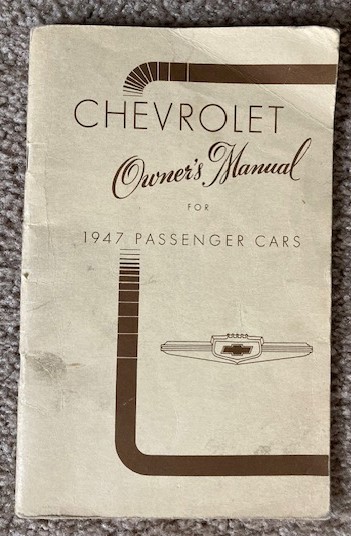 CHEVROLET
Owner's Manual
FOR
1947 PASSENGER CARS